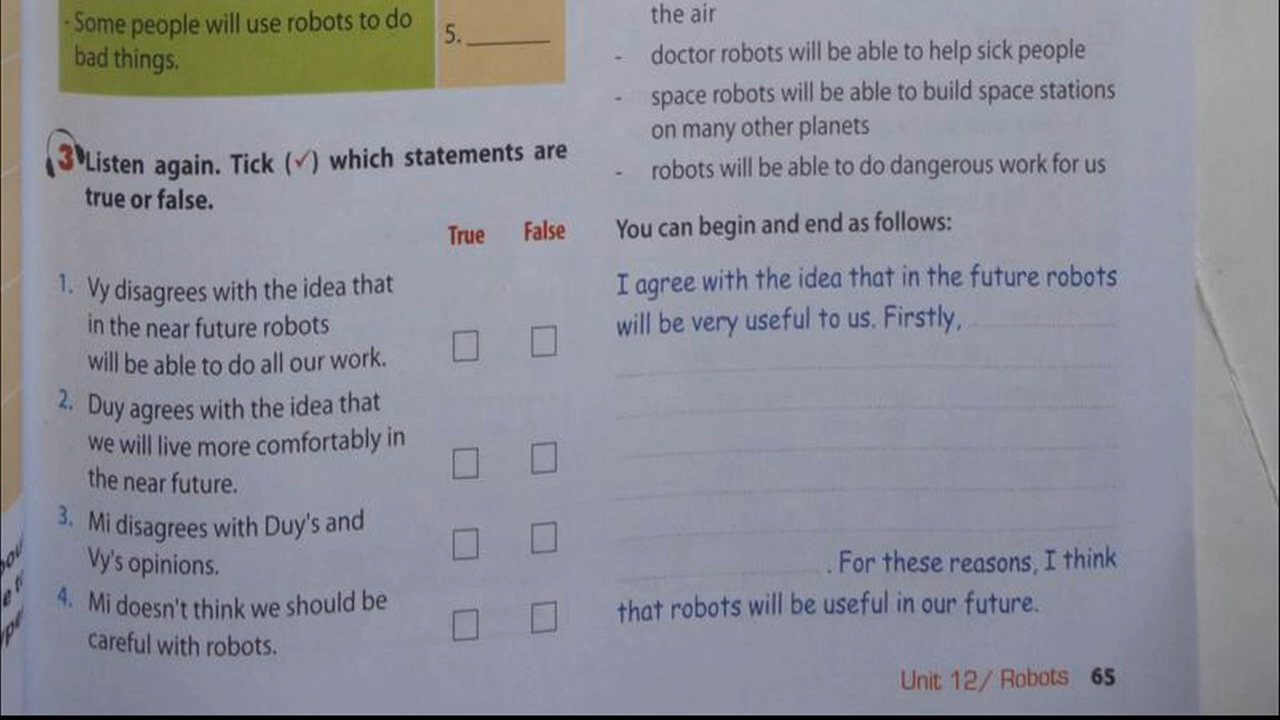 - Some people will use robots to do
bad things.
5.
3 Listen again. Tick (✓) which statements are
true or false.
True False
1. Vy disagrees with the idea that
in the near future robots
will be able to do all our work.
2. Duy agrees with the idea that
we will live more comfortably in
the near future.
3. Mi disagrees with Duy's and
Vy's opinions.
4. Mi doesn't think we should be
careful with robots.
the air
- doctor robots will be able to help sick people
- space robots will be able to build space stations
on many other planets
- robots will be able to do dangerous work for us
You can begin and end as follows:
I agree with the idea that in the future robots
will be very useful to us. Firstly,
. For these reasons, I think
that robots will be useful in our future.
Unit 12/ Robots 65